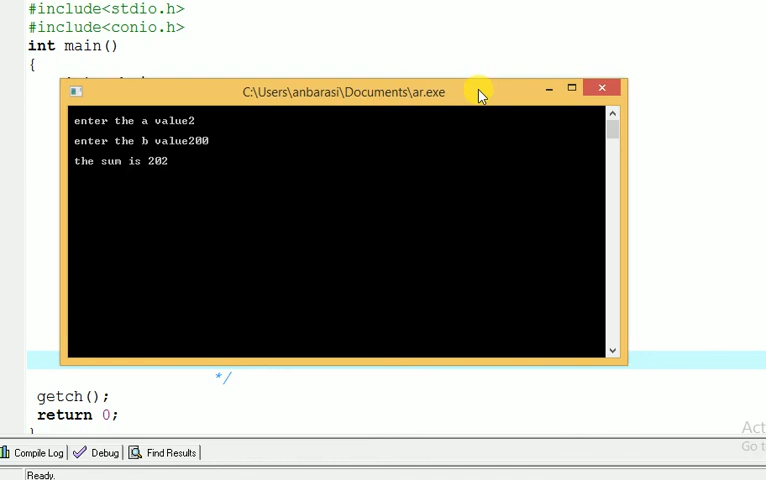 #include<stdio.h>
#include<conio.h>
int main()
{
C:\Users\anbarasi\Documents\ar.exe
enter the a value2
enter the b value200
the sum is 202
*/
getch();
return 0;
Compile Log Debug Find Results
Ready.